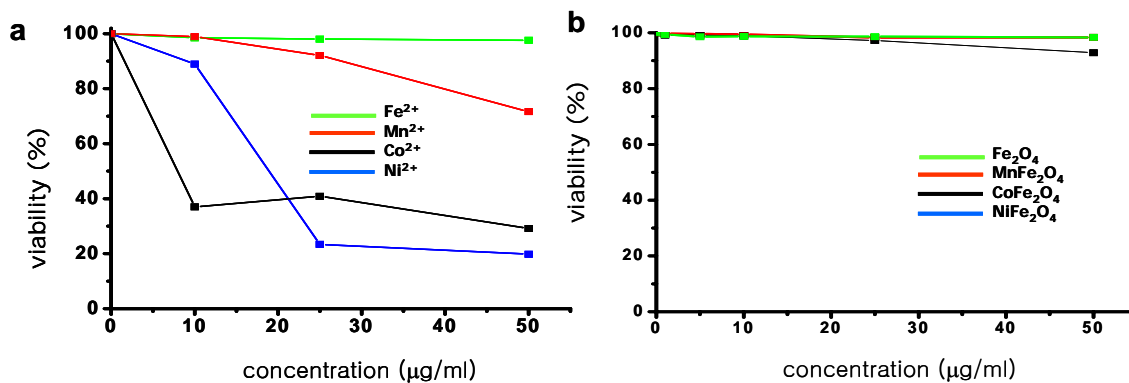 a
100
80
60
40
20
0
viability (%)
Fe²⁺
Mn²⁺
Co²⁺
Ni²⁺
0 10 20 30 40 50
concentration (μg/ml)
b
100
80
60
40
20
0
viability (%)
Fe₂O₄
MnFe₂O₄
CoFe₂O₄
NiFe₂O₄
0 10 20 30 40 50
concentration (μg/ml)